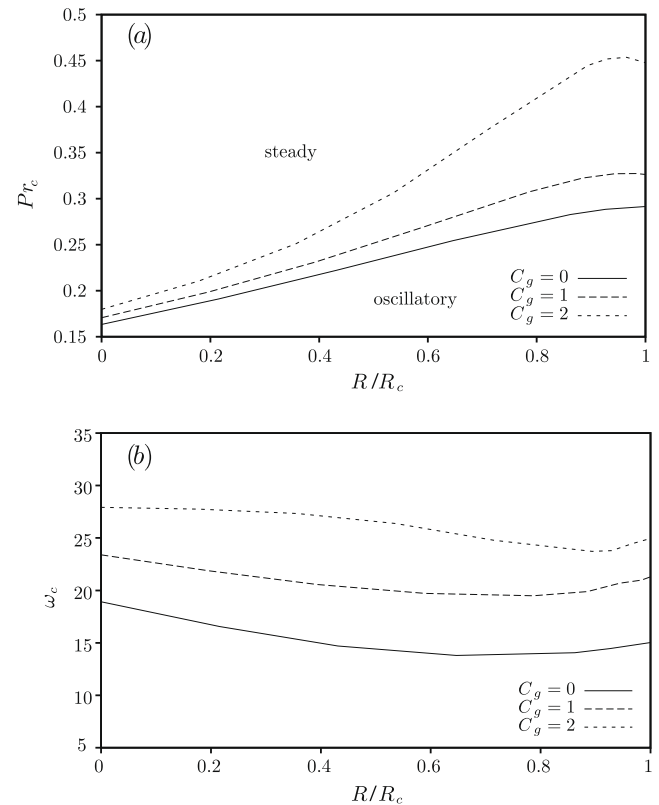 (a)
0.5
0.45
0.4
0.35
0.3
0.25
0.2
0.15
Pr_c
steady
oscillatory
C_g = 0
C_g = 1
C_g = 2
0 0.2 0.4 0.6 0.8 1
R/R_c
(b)
35
30
25
20
15
10
5
ω_c
C_g = 0
C_g = 1
C_g = 2
0 0.2 0.4 0.6 0.8 1
R/R_c